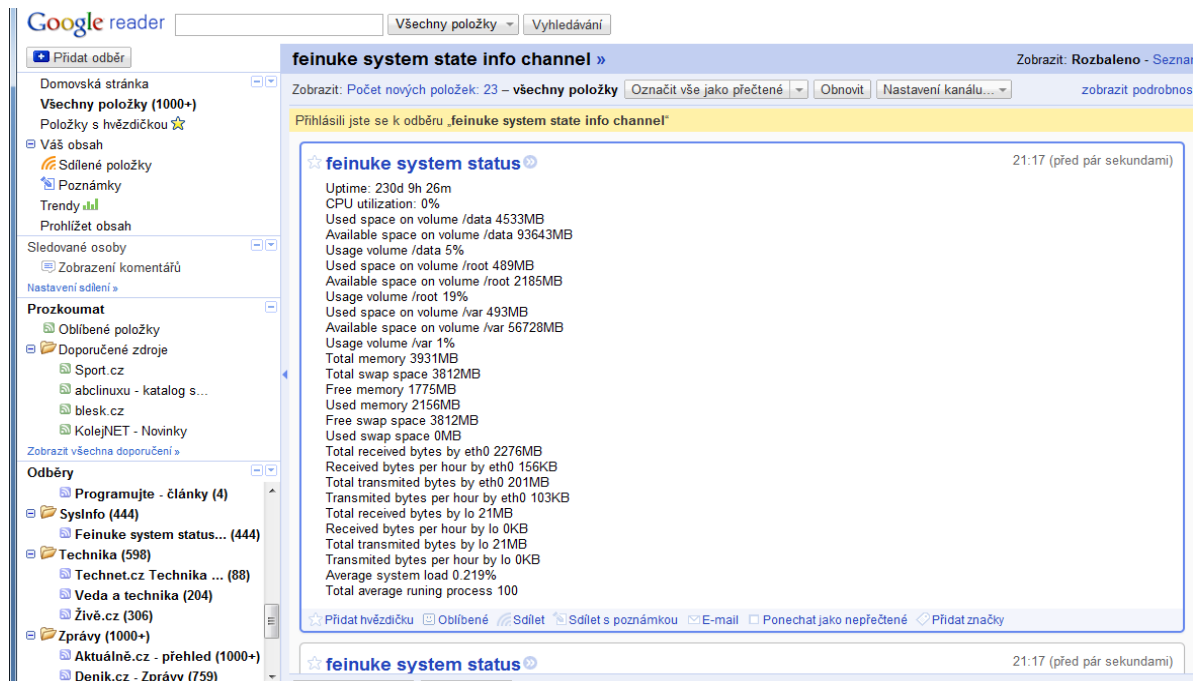 Google reader
Všechny položky
Vyhledávání
Přidat odběr
Domovská stránka
Všechny položky (1000+)
Položky s hvězdičkou
Váš obsah
Sdílené položky
Poznámky
Trendy
Prohlížet obsah
Sledované osoby
Zobrazení komentářů
Nastavení sdílení »
Prozkoumat
Oblíbené položky
Doporučené zdroje
Sport.cz
abclinuxu - katalog s...
blesk.cz
KolejNET - Novinky
Zobrazit všechna doporučení »
Odběry
Programujte - články (4)
SysInfo (444)
Feinuke system status... (444)
Technika (598)
Technet.cz Technika ... (88)
Veda a technika (204)
Živě.cz (306)
Zprávy (1000+)
Aktuálně.cz - přehled (1000+)
Denik.cz - Zprávy (759)
feinuke system state info channel »
Zobrazit: Rozbaleno - Seznam
Zobrazit: Počet nových položek: 23 – všechny položky Označit vše jako přečtené Obnovit Nastavení kanálu... zobrazit podrobnos
Přihlásili jste se k odběru „feinuke system state info channel“
feinuke system status
21:17 (před pár sekundami)
Uptime: 230d 9h 26m
CPU utilization: 0%
Used space on volume /data 4533MB
Available space on volume /data 93643MB
Usage volume /data 5%
Used space on volume /root 489MB
Available space on volume /root 2185MB
Usage volume /root 19%
Used space on volume /var 493MB
Available space on volume /var 56728MB
Usage volume /var 1%
Total memory 3931MB
Total swap space 3812MB
Free memory 1775MB
Used memory 2156MB
Free swap space 3812MB
Used swap space 0MB
Total received bytes by eth0 2276MB
Received bytes per hour by eth0 156KB
Total transmited bytes by eth0 201MB
Transmited bytes per hour by eth0 103KB
Total received bytes by lo 21MB
Received bytes per hour by lo 0KB
Total transmited bytes by lo 21MB
Transmited bytes per hour by lo 0KB
Average system load 0.219%
Total average runing process 100
Přidat hvězdičku Oblíbené Sdílet Sdílet s poznámkou E-mail Ponechat jako nepřečtené Přidat značky
feinuke system status
21:17 (před pár sekundami)